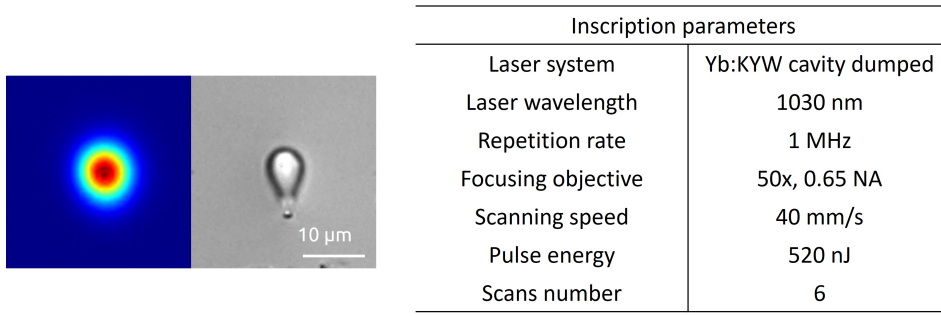 10 μm
Inscription parameters
Laser system Yb:KYW cavity dumped
Laser wavelength 1030 nm
Repetition rate 1 MHz
Focusing objective 50x, 0.65 NA
Scanning speed 40 mm/s
Pulse energy 520 nJ
Scans number 6